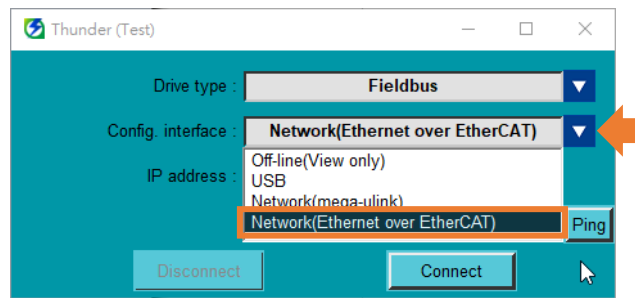 Thunder (Test)
Drive type : Fieldbus
Config. interface : Network(Ethernet over EtherCAT)
Off-line(View only)
IP address : USB
Network(mega-ulink)
Network(Ethernet over EtherCAT) Ping
Disconnect Connect